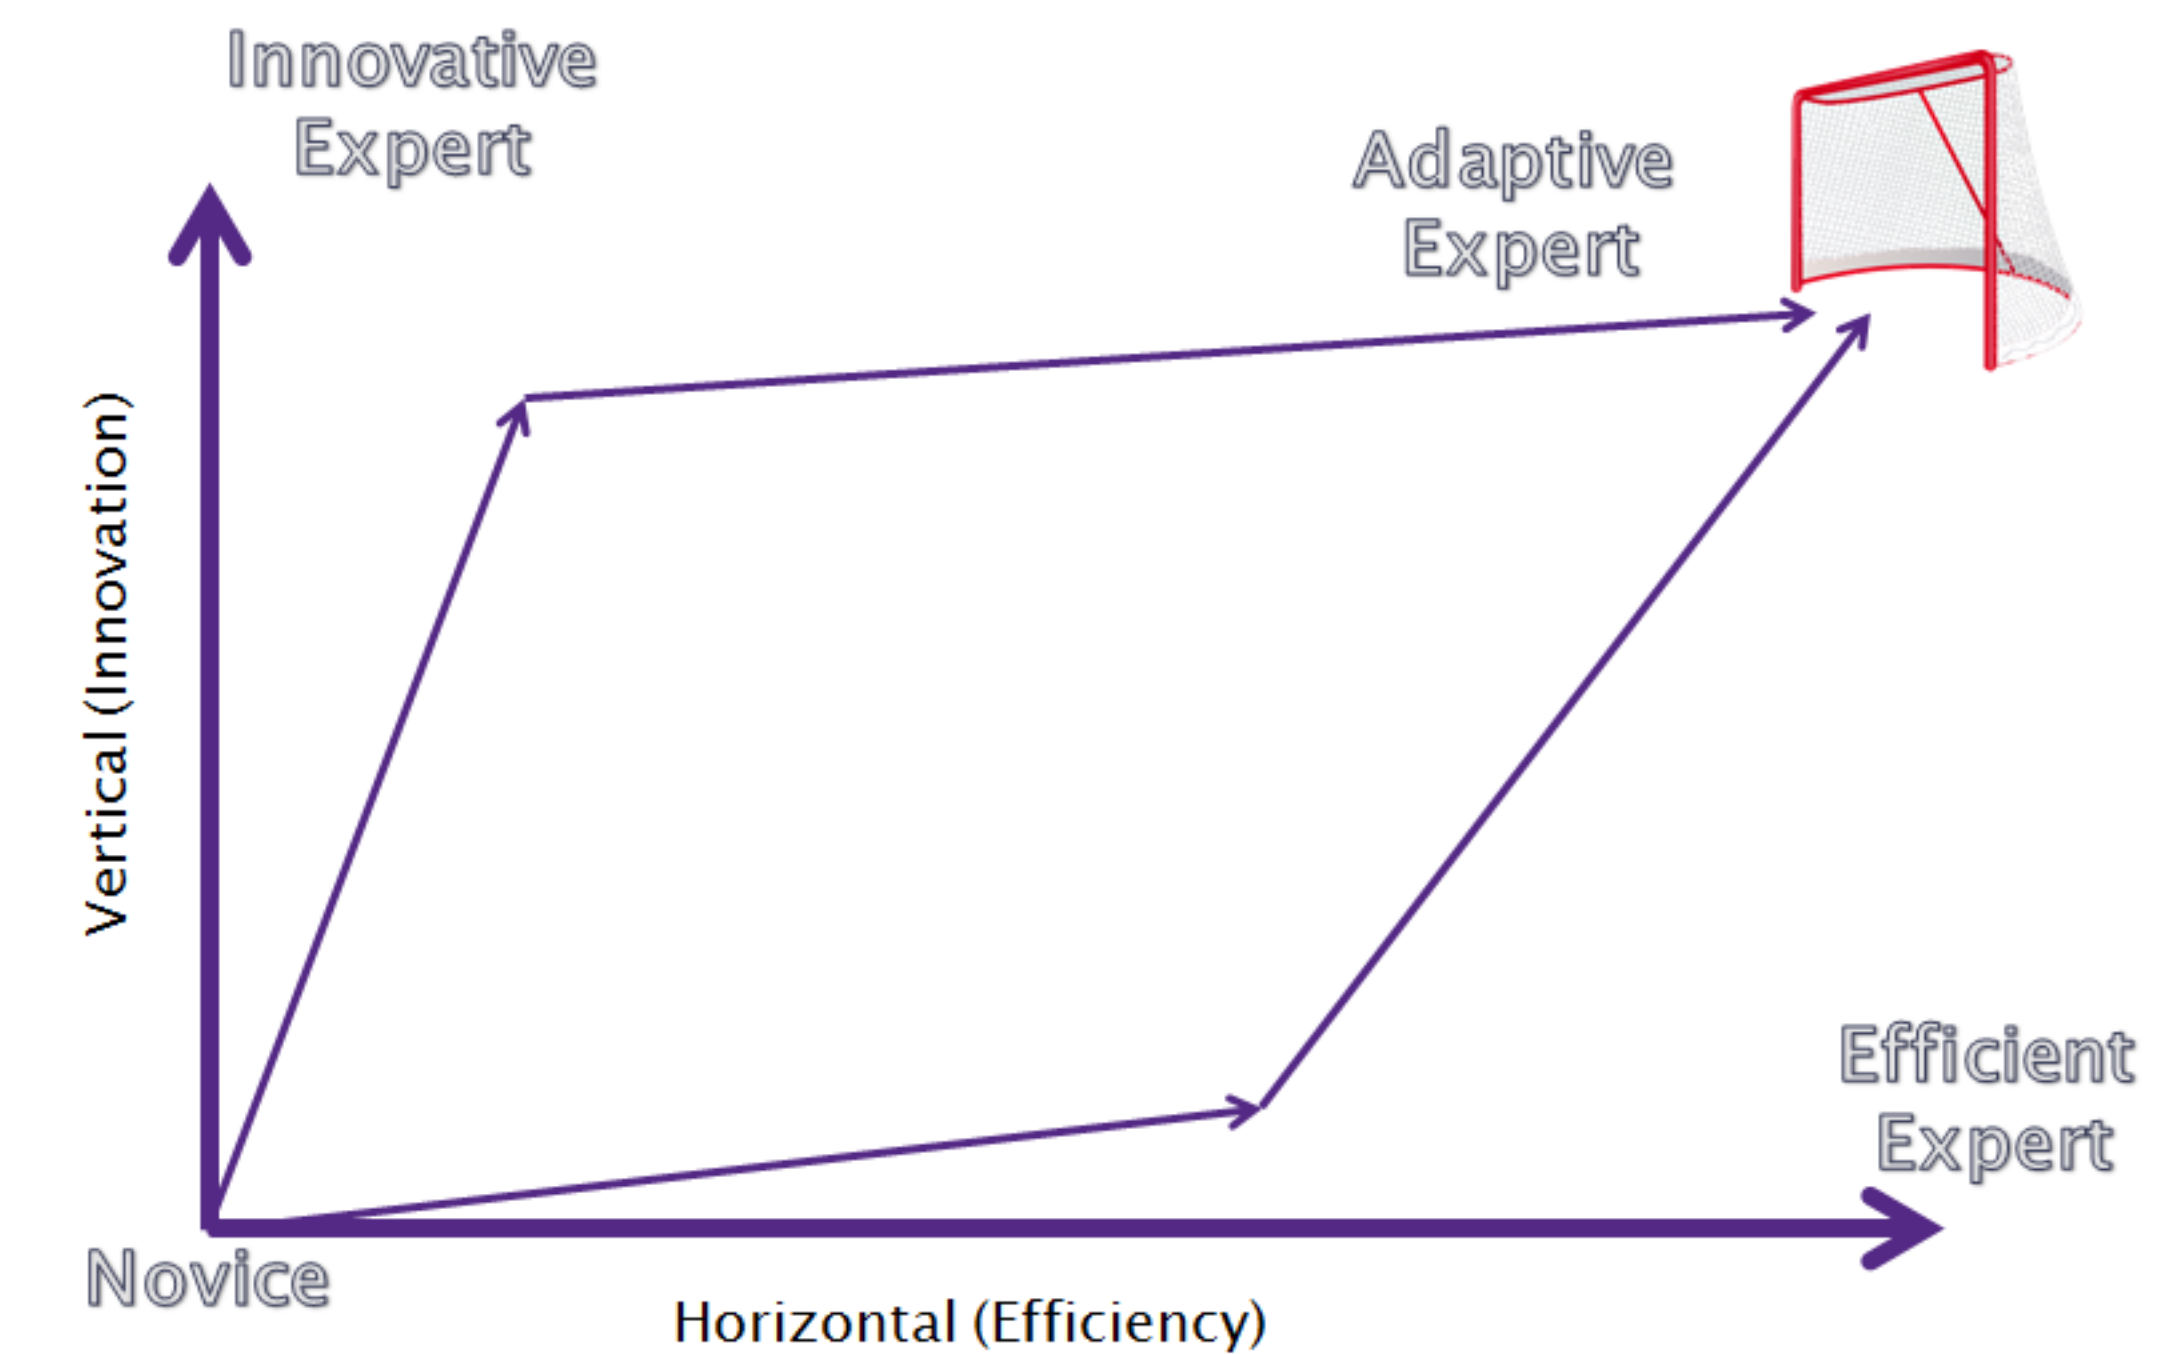 Innovative
Expert
Adaptive
Expert
Vertical (Innovation)
Efficient
Expert
Novice
Horizontal (Efficiency)